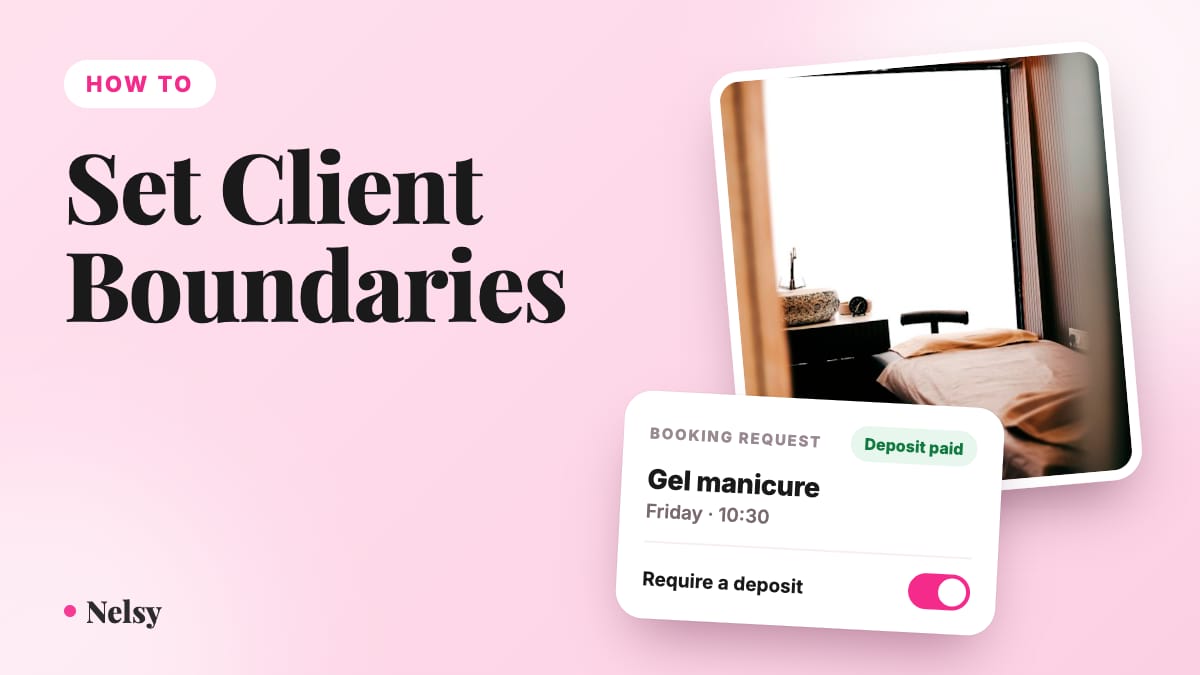 HOW TO
Set Client
Boundaries
BOOKING REQUEST
Deposit paid
Gel manicure
Friday · 10:30
Require a deposit
Nelsy